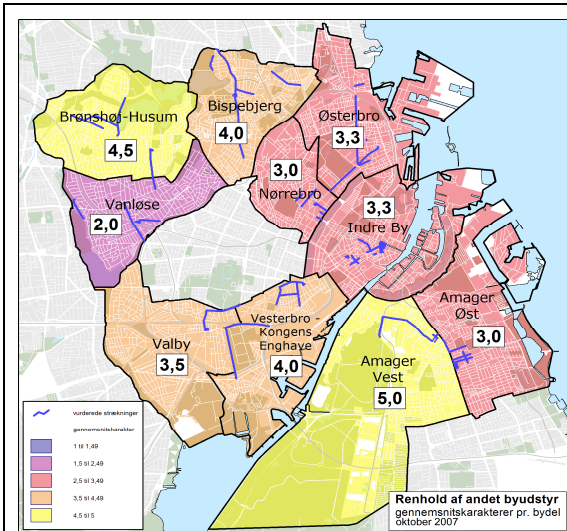 Brønshøj-Husum
4,5
Bispebjerg
4,0
Østerbro
3,3
3,0
Nørrebro
Vanløse
2,0
3,3
Indre By
Amager
Øst
3,0
Valby
3,5
Vesterbro -
Kongens
Enghave
4,0
Amager
Vest
5,0
vurderede strækninger
gennemsnitskarakter
1 til 1,49
1,5 til 2,49
2,5 til 3,49
3,5 til 4,49
4,5 til 5
Renhold af andet byudstyr
gennemsnitskarakterer pr. bydel
oktober 2007